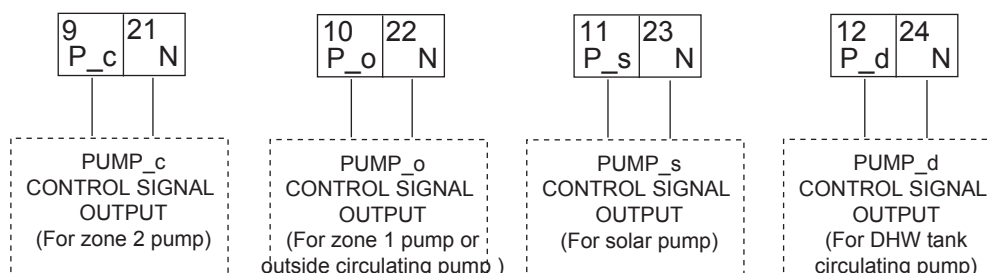 9 21
P_c N
PUMP_c
CONTROL SIGNAL
OUTPUT
(For zone 2 pump)
10 22
P_o N
PUMP_o
CONTROL SIGNAL
OUTPUT
(For zone 1 pump or
outside circulating pump )
11 23
P_s N
PUMP_s
CONTROL SIGNAL
OUTPUT
(For solar pump)
12 24
P_d N
PUMP_d
CONTROL SIGNAL
OUTPUT
(For DHW tank
circulating pump)